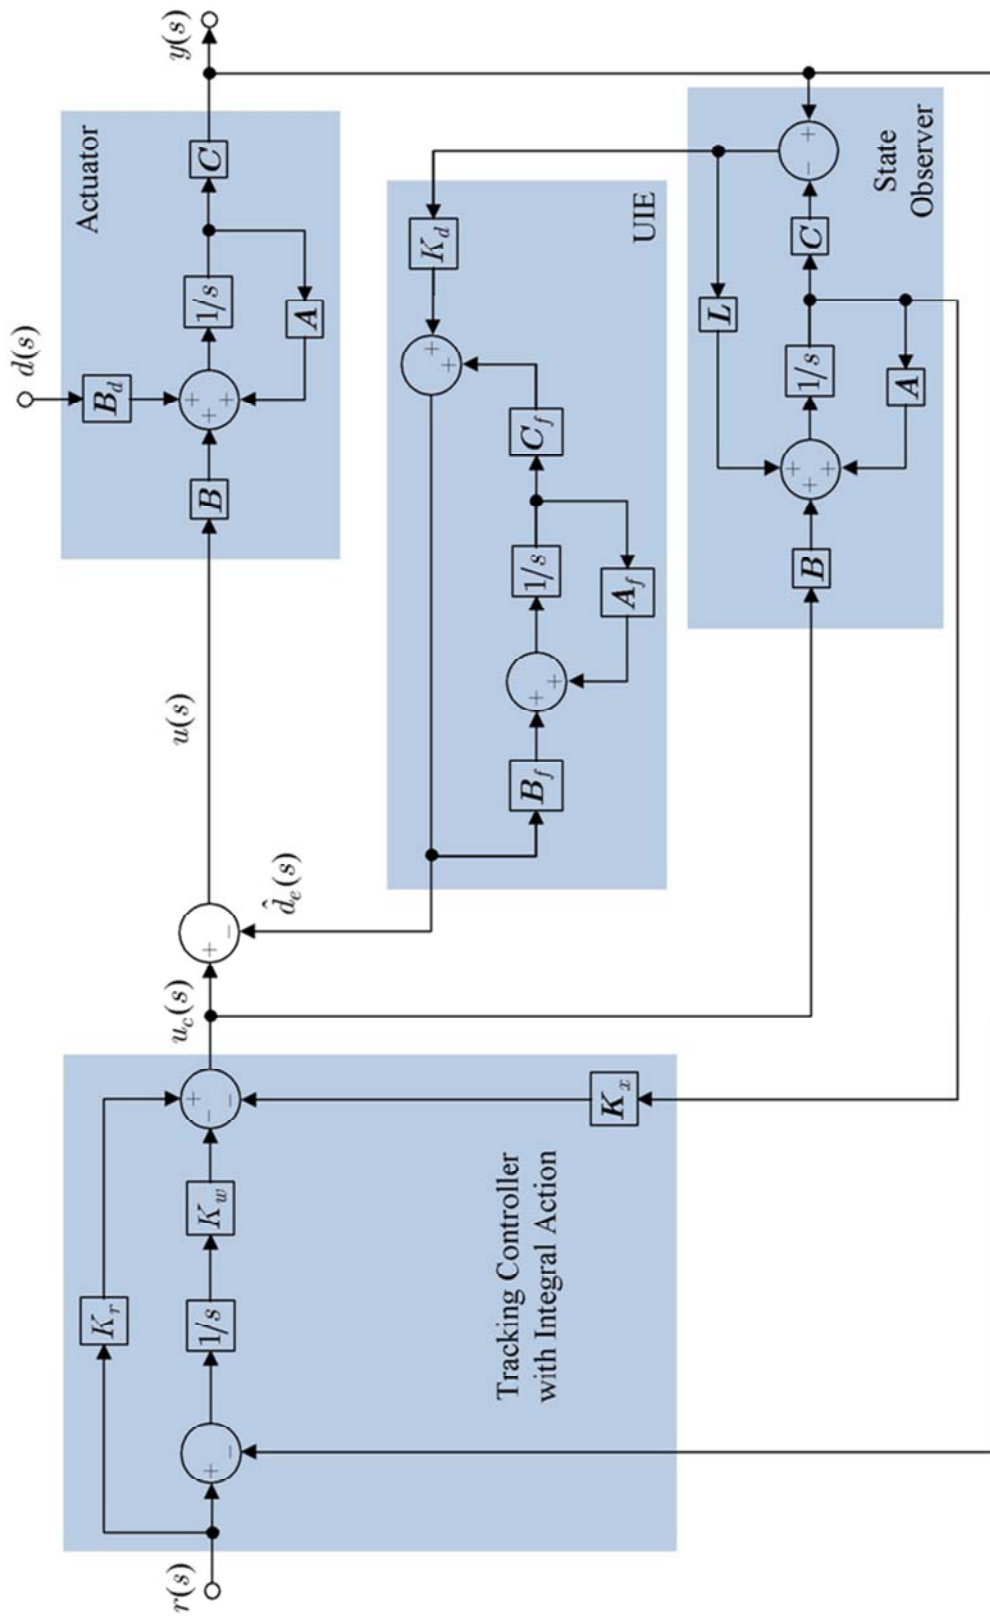 r(s)
K_r
+
−
1/s
K_w
+
−
−
K_x
Tracking Controller
with Integral Action
u_c(s)
+
−
d̂_e(s)
u(s)
d(s)
B_d
B
+
+
+
1/s
A
C
Actuator
y(s)
B_f
+
+
1/s
A_f
C_f
+
+
K_d
UIE
B
+
+
+
1/s
A
L
C
−
+
State
Observer